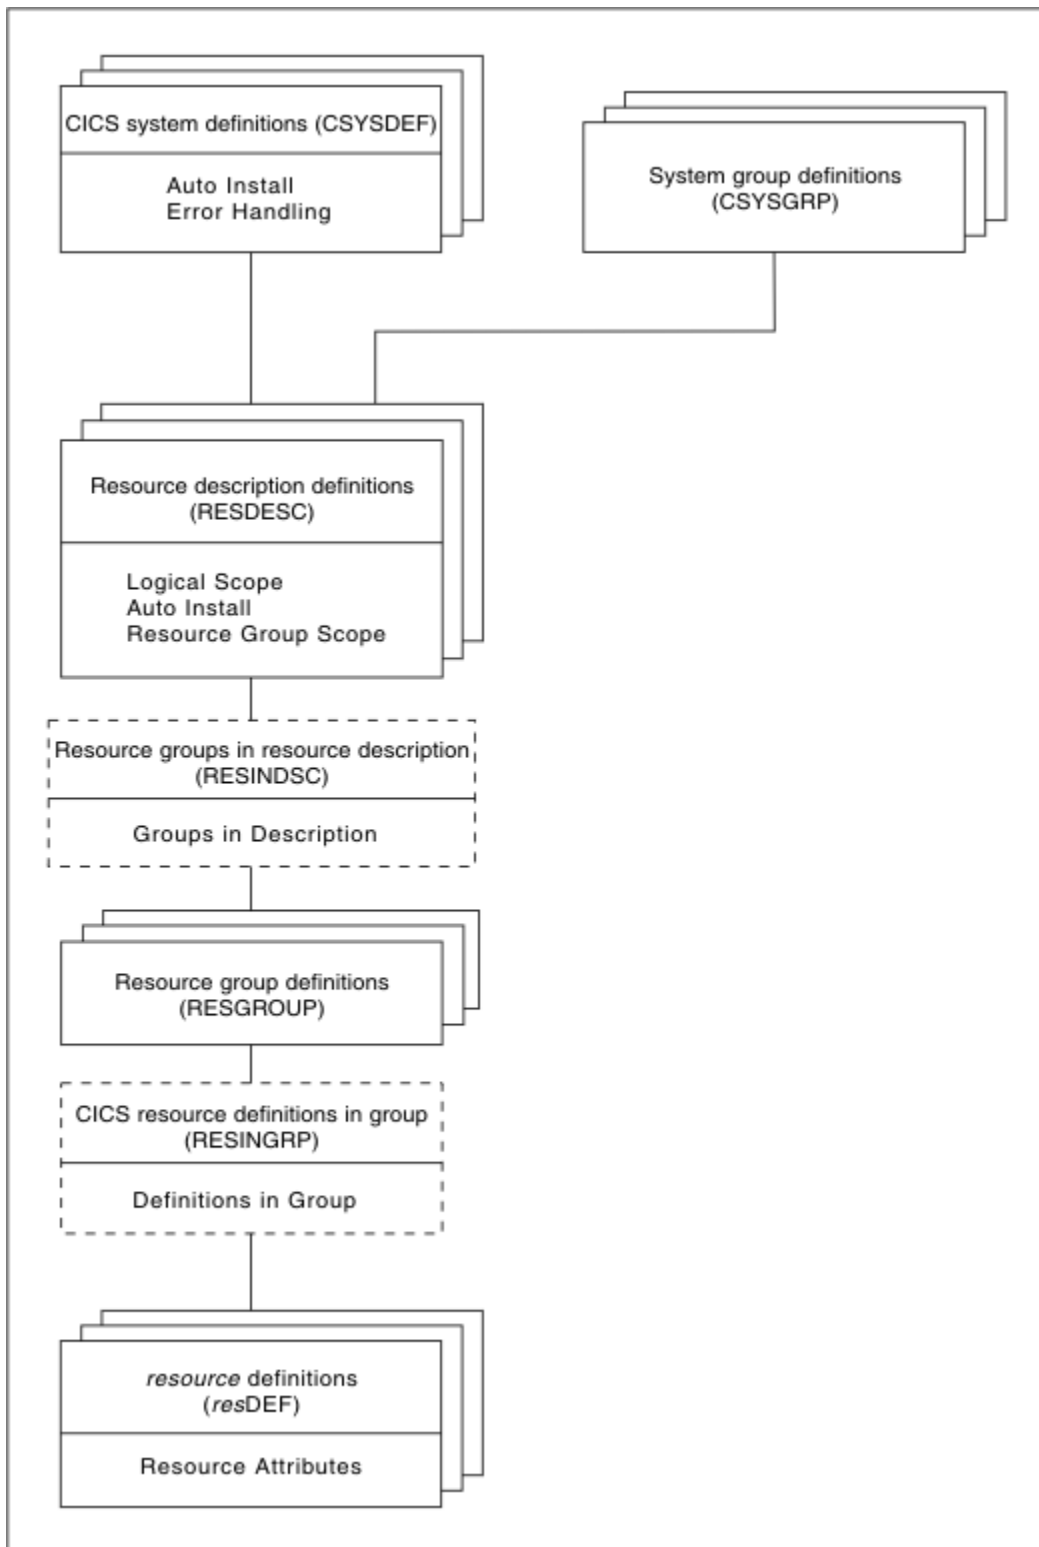 CICS system definitions (CSYSDEF)
Auto Install
Error Handling
System group definitions
(CSYSGRP)
Resource description definitions
(RESDESC)
Logical Scope
Auto Install
Resource Group Scope
Resource groups in resource description
(RESINDSC)
Groups in Description
Resource group definitions
(RESGROUP)
CICS resource definitions in group
(RESINGRP)
Definitions in Group
resource definitions
(resDEF)
Resource Attributes